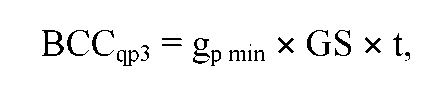 BCC_qp3 = g_p min × GS × t,